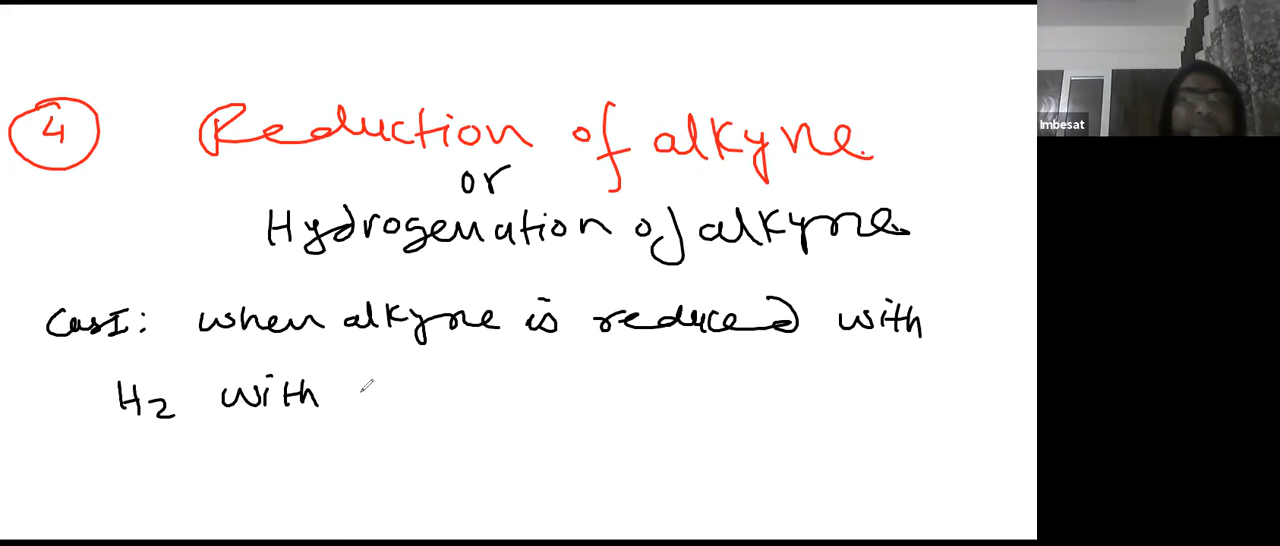 4 Reduction of alkyne.
or
Hydrogenation of alkyne.
Case I: when alkyne is reduced with
H2 with
Imbesat